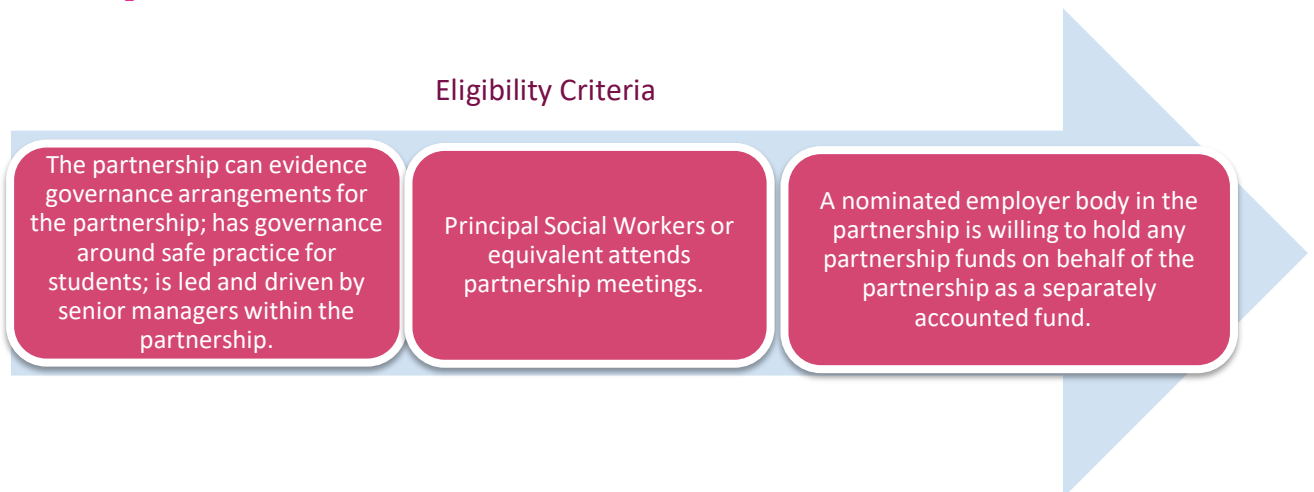 Eligibility Criteria
The partnership can evidence
governance arrangements for
the partnership; has governance
around safe practice for
students; is led and driven by
senior managers within the
partnership.
Principal Social Workers or
equivalent attends
partnership meetings.
A nominated employer body in the
partnership is willing to hold any
partnership funds on behalf of the
partnership as a separately
accounted fund.